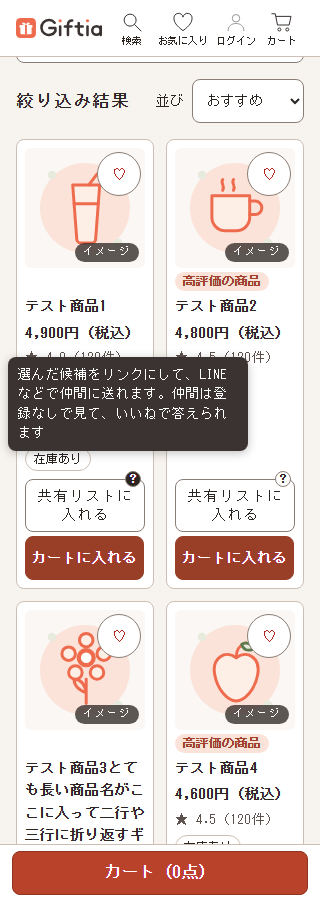 Giftia
検索
お気に入り
ログイン
カート
絞り込み結果
並び
おすすめ
イメージ
テスト商品1
4,900円（税込）
イメージ
高評価の商品
テスト商品2
4,800円（税込）
★ 4.5（120件）
選んだ候補をリンクにして、LINE
などで仲間に送れます。仲間は登
録なしで見て、いいねで答えられ
ます
在庫あり
?
共有リストに
入れる
カートに入れる
?
共有リストに
入れる
カートに入れる
イメージ
テスト商品3とて
も長い商品名がこ
こに入って二行や
三行に折り返すギ
イメージ
高評価の商品
テスト商品4
4,600円（税込）
★ 4.5（120件）
在庫あり
カート（0点）